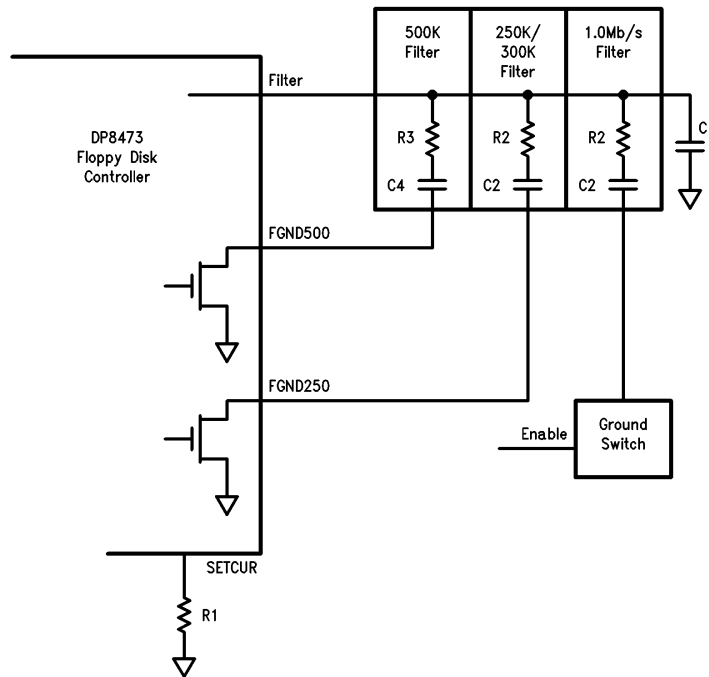 500K
Filter
250K/
300K
Filter
1.0Mb/s
Filter
Filter
DP8473
Floppy Disk
Controller
R3
R2
R2
C
C4
C2
C2
FGND500
FGND250
Enable
Ground
Switch
SETCUR
R1